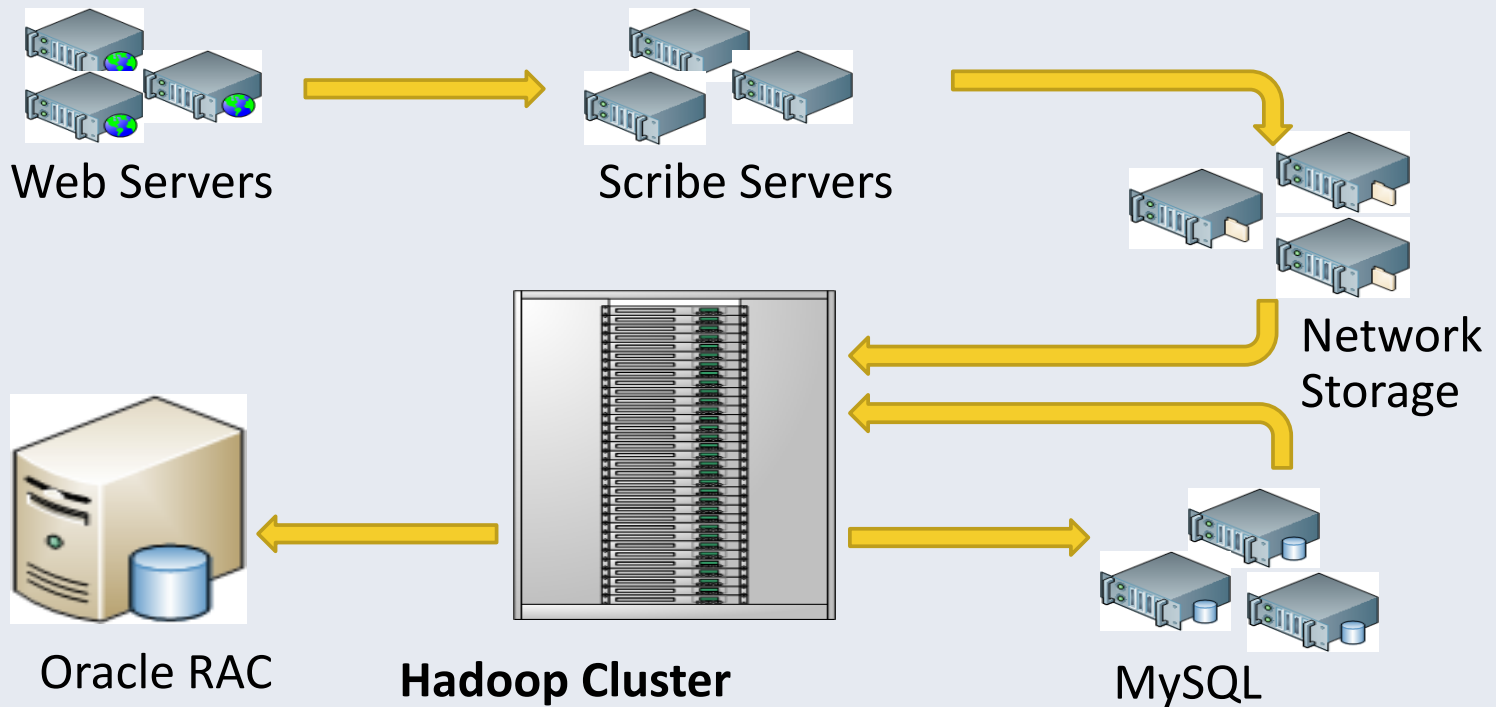 Web Servers
Scribe Servers
Network
Storage
Oracle RAC
Hadoop Cluster
MySQL